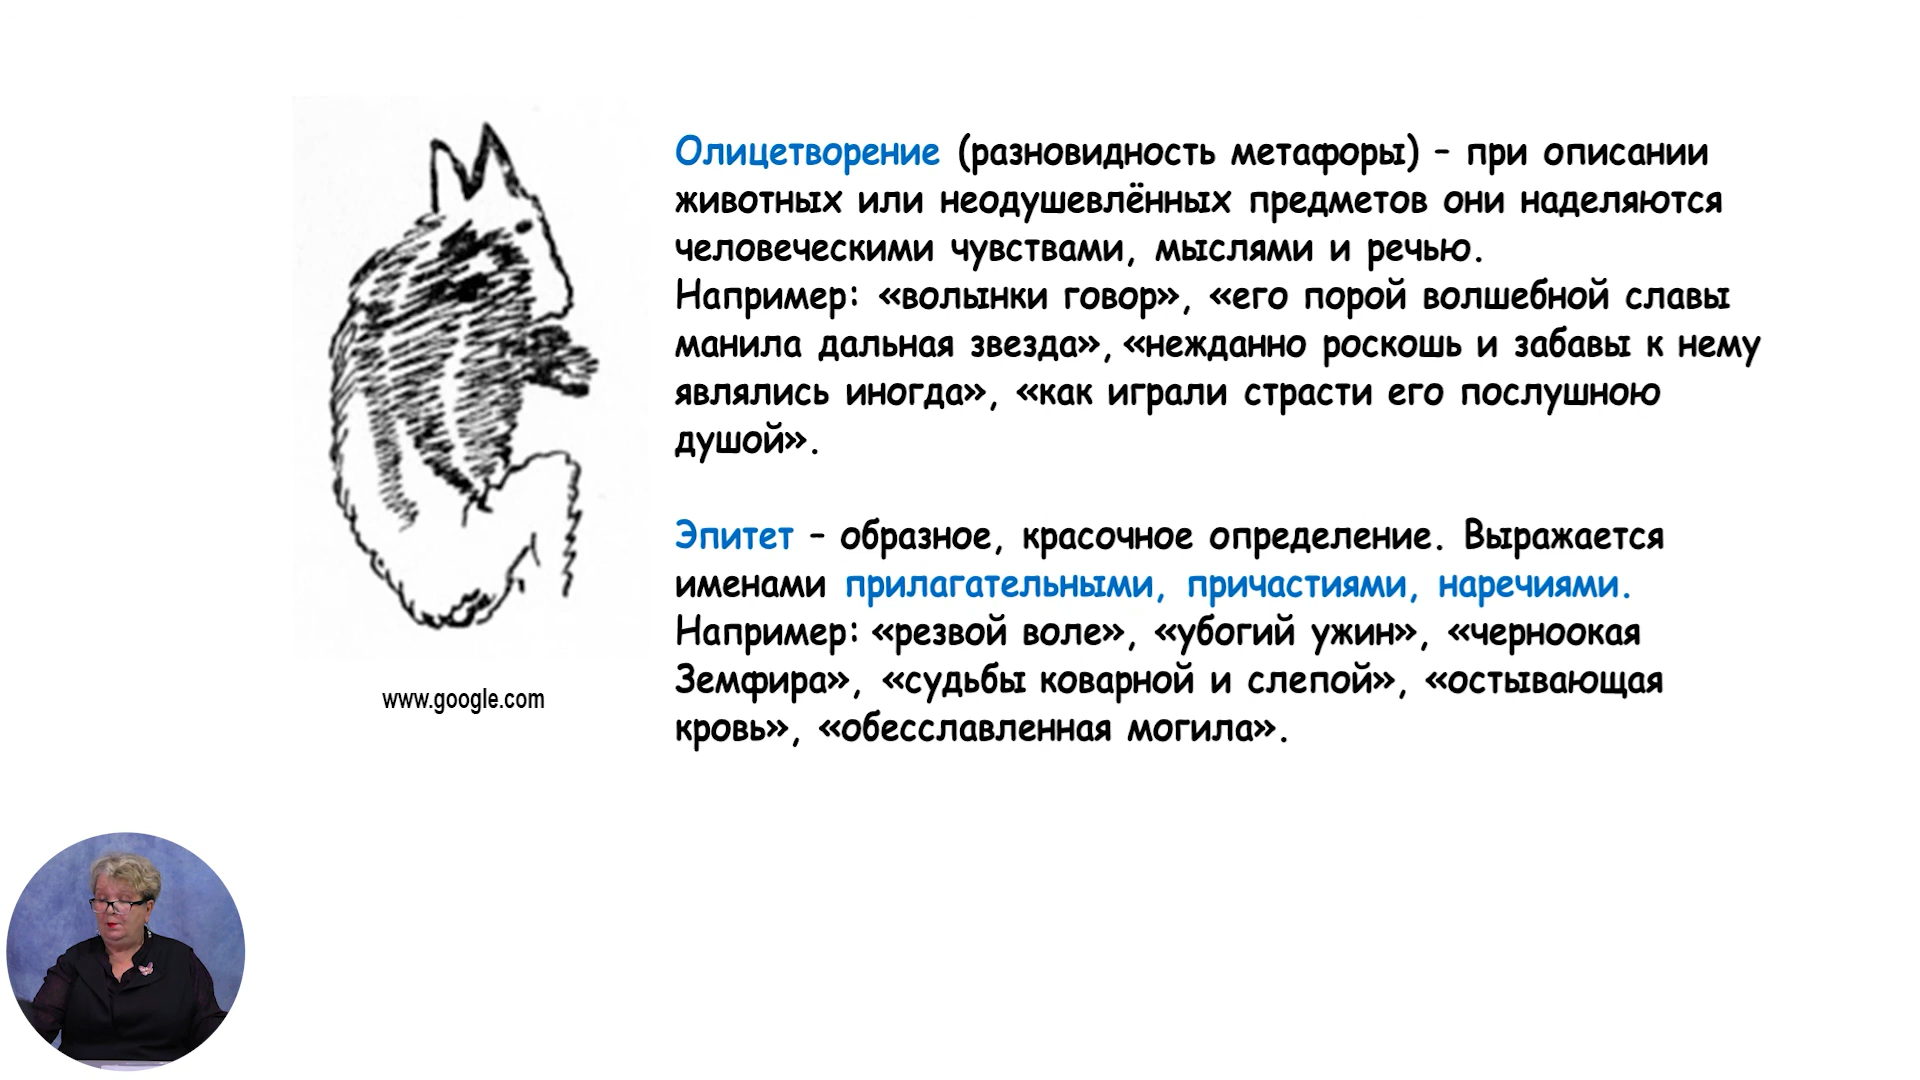 Олицетворение (разновидность метафоры) – при описании
животных или неодушевлённых предметов они наделяются
человеческими чувствами, мыслями и речью.
Например: «волынки говор», «его порой волшебной славы
манила дальная звезда», «нежданно роскошь и забавы к нему
являлись иногда», «как играли страсти его послушною
душой».
Эпитет – образное, красочное определение. Выражается
именами прилагательными, причастиями, наречиями.
Например: «резвой воле», «убогий ужин», «черноокая
Земфира», «судьбы коварной и слепой», «остывающая
кровь», «обесславленная могила».
www.google.com